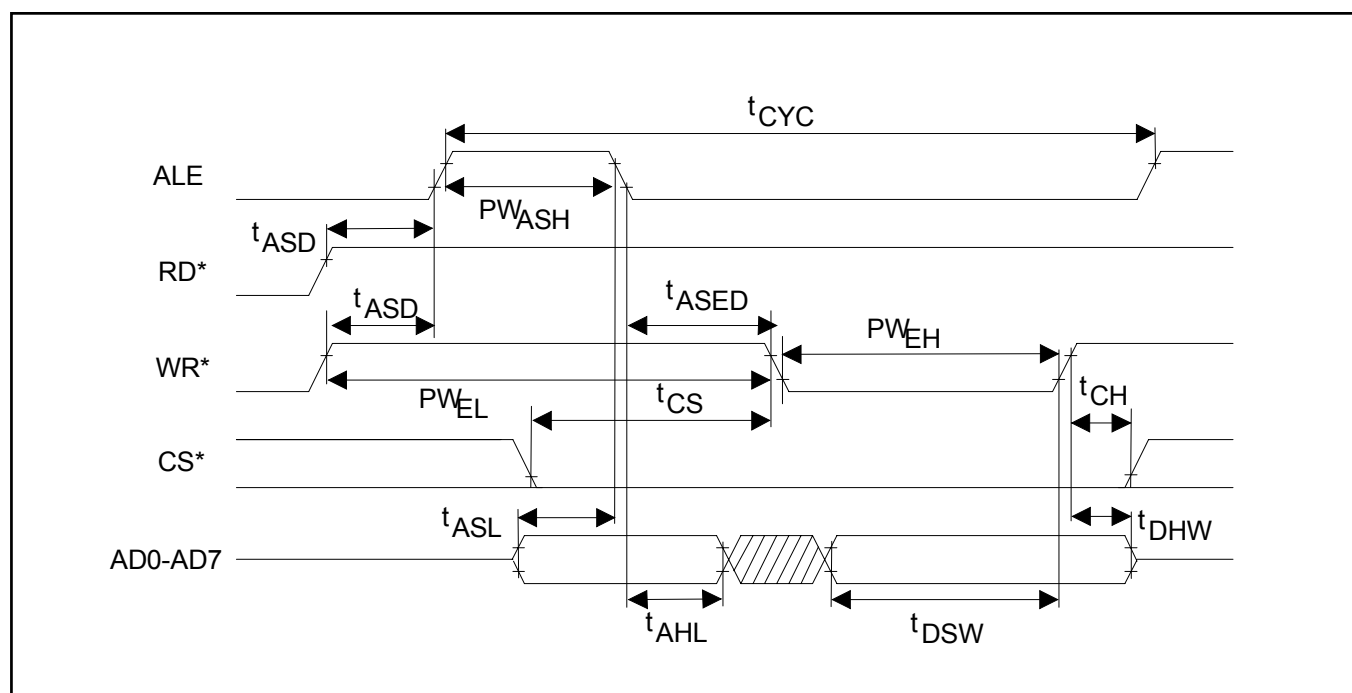 tCYC
ALE
PWASH
tASD
RD*
tASD
tASED
PWEH
WR*
PWEL
tCS
tCH
CS*
tASL
tDHW
AD0-AD7
tAHL
tDSW